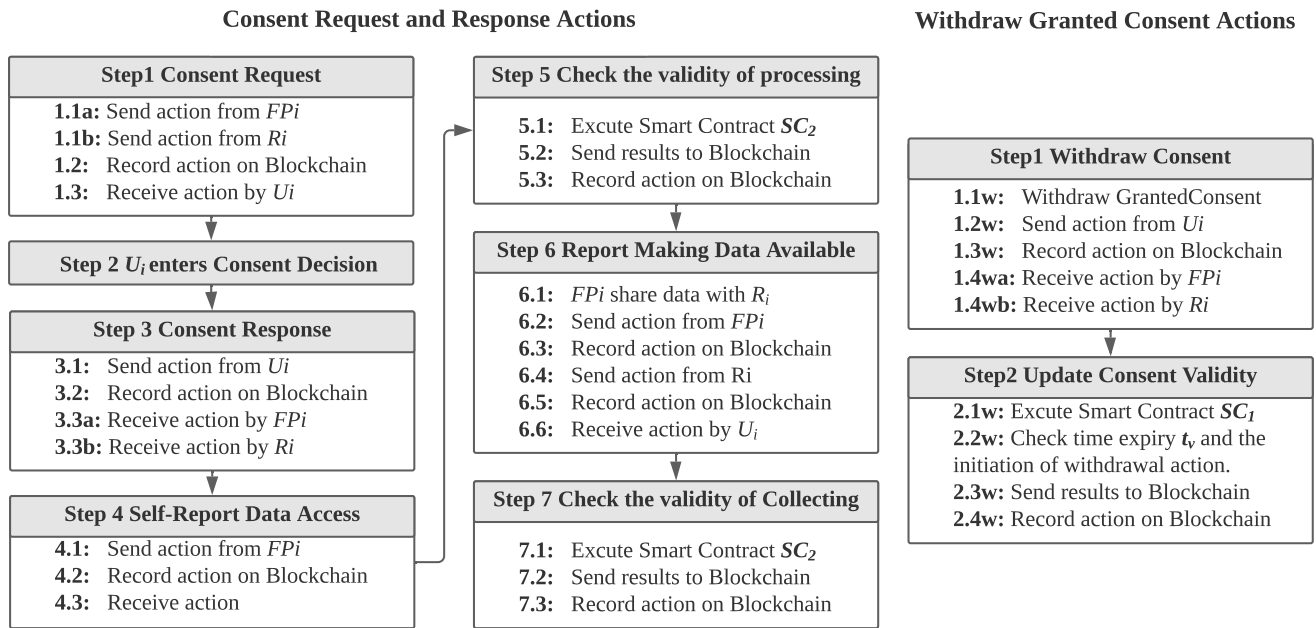 Consent Request and Response Actions
Step1 Consent Request
1.1a: Send action from FPi
1.1b: Send action from Ri
1.2: Record action on Blockchain
1.3: Receive action by Ui
Step 2 Ui enters Consent Decision
Step 3 Consent Response
3.1: Send action from Ui
3.2: Record action on Blockchain
3.3a: Receive action by FPi
3.3b: Receive action by Ri
Step 4 Self-Report Data Access
4.1: Send action from FPi
4.2: Record action on Blockchain
4.3: Receive action
Step 5 Check the validity of processing
5.1: Excute Smart Contract SC2
5.2: Send results to Blockchain
5.3: Record action on Blockchain
Step 6 Report Making Data Available
6.1: FPi share data with Ri
6.2: Send action from FPi
6.3: Record action on Blockchain
6.4: Send action from Ri
6.5: Record action on Blockchain
6.6: Receive action by Ui
Step 7 Check the validity of Collecting
7.1: Excute Smart Contract SC2
7.2: Send results to Blockchain
7.3: Record action on Blockchain
Withdraw Granted Consent Actions
Step1 Withdraw Consent
1.1w: Withdraw GrantedConsent
1.2w: Send action from Ui
1.3w: Record action on Blockchain
1.4wa: Receive action by FPi
1.4wb: Receive action by Ri
Step2 Update Consent Validity
2.1w: Excute Smart Contract SC1
2.2w: Check time expiry tv and the
initiation of withdrawal action.
2.3w: Send results to Blockchain
2.4w: Record action on Blockchain